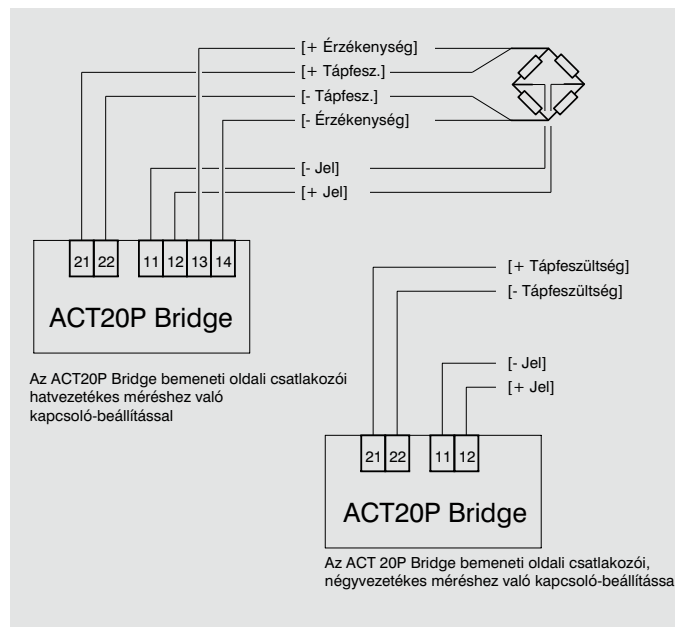 [+ Érzékenység]
[+ Tápfesz.]
[- Tápfesz.]
[- Érzékenység]
[- Jel]
[+ Jel]
21 22 11 12 13 14
ACT20P Bridge
Az ACT20P Bridge bemeneti oldali csatlakozói
hatvezetékes méréshez való
kapcsoló-beállítással
[+ Tápfeszültség]
[- Tápfeszültség]
[- Jel]
[+ Jel]
21 22 11 12
ACT20P Bridge
Az ACT 20P Bridge bemeneti oldali csatlakozói,
négyvezetékes méréshez való kapcsoló-beállítássa